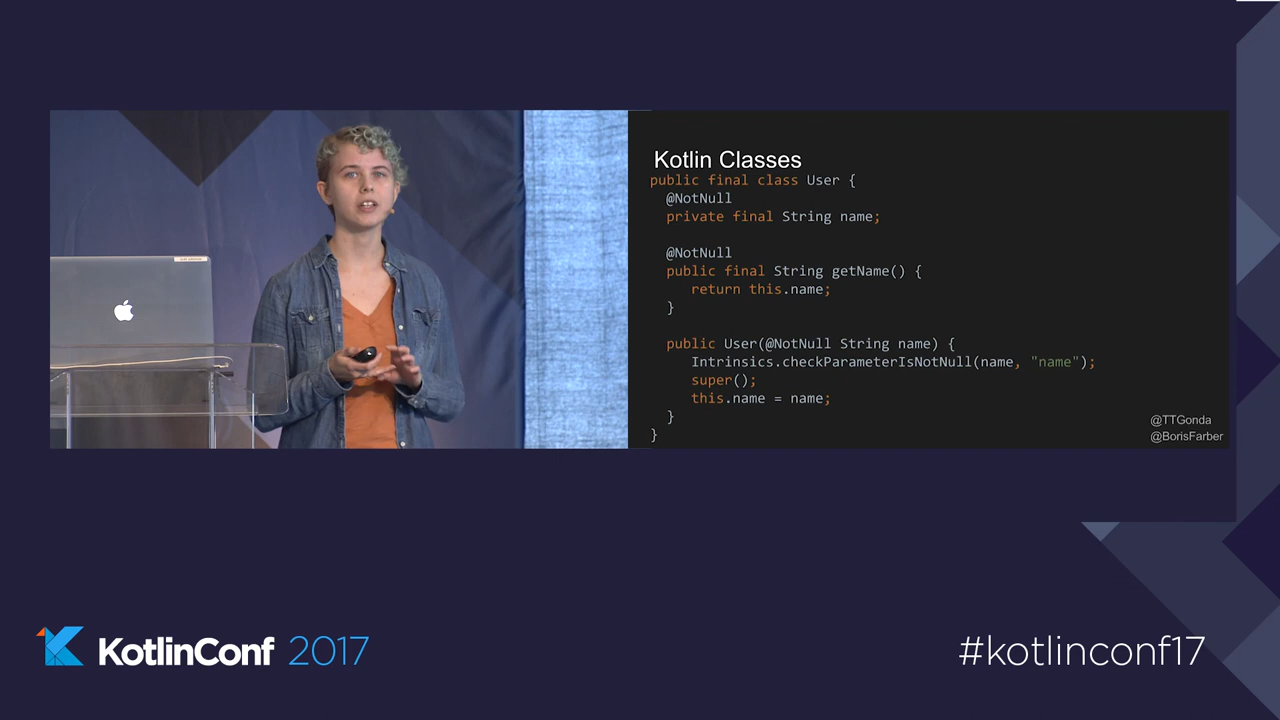 Kotlin Classes
public final class User {
@NotNull
private final String name;
@NotNull
public final String getName() {
return this.name;
}
public User(@NotNull String name) {
Intrinsics.checkParameterIsNotNull(name, "name");
super();
this.name = name;
}
}
@TTGonda
@BorisFarber
KotlinConf 2017
#kotlinconf17